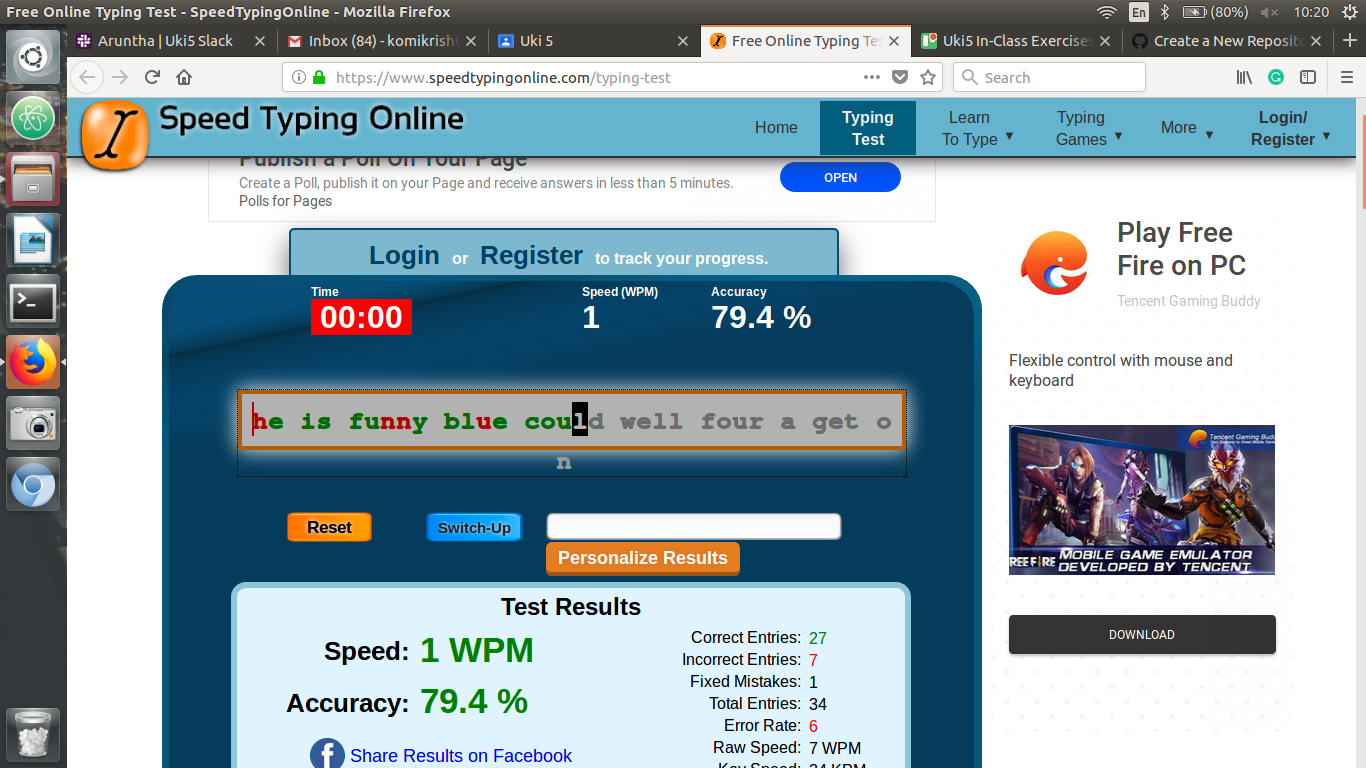 Free Online Typing Test - SpeedTypingOnline - Mozilla Firefox
En (80%) 10:20
Aruntha | Uki5 Slack
Inbox (84) - komikrish
Uki 5
Free Online Typing Tes
Uki5 In-Class Exercises
Create a New Reposito
https://www.speedtypingonline.com/typing-test
Search
Speed Typing Online
Home
Typing Test
Learn To Type
Typing Games
More
Login/ Register
Publish a Poll On Your Page
Create a Poll, publish it on your Page and receive answers in less than 5 minutes.
Polls for Pages
OPEN
Login or Register to track your progress.
Time
00:00
Speed (WPM)
1
Accuracy
79.4 %
he is funny blue could well four a get o
n
Reset
Switch-Up
Personalize Results
Test Results
Speed: 1 WPM
Accuracy: 79.4 %
Share Results on Facebook
Correct Entries: 27
Incorrect Entries: 7
Fixed Mistakes: 1
Total Entries: 34
Error Rate: 6
Raw Speed: 7 WPM
Play Free
Fire on PC
Tencent Gaming Buddy
Flexible control with mouse and
keyboard
Tencent Gaming Budd
REE FIRE MOBILE GAME EMULATOR
DEVELOPED BY TENCENT
DOWNLOAD